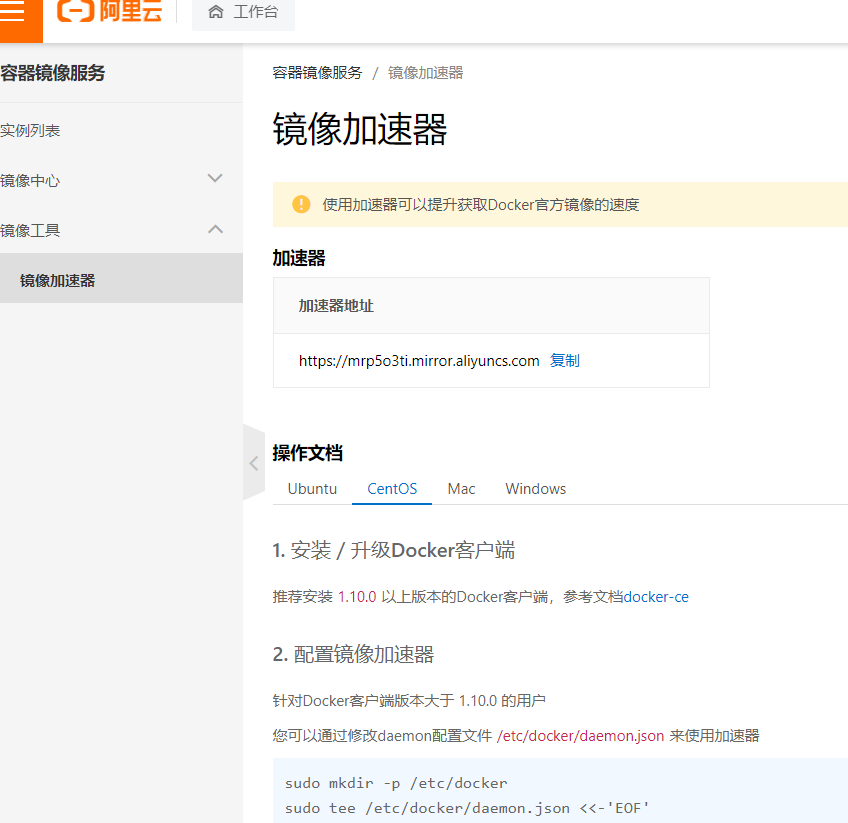 阿里云
工作台
容器镜像服务
实例列表
镜像中心
镜像工具
镜像加速器
容器镜像服务 / 镜像加速器
镜像加速器
使用加速器可以提升获取Docker官方镜像的速度
加速器
加速器地址
https://mrp5o3ti.mirror.aliyuncs.com 复制
操作文档
Ubuntu CentOS Mac Windows
1. 安装 / 升级Docker客户端
推荐安装 1.10.0 以上版本的Docker客户端，参考文档docker-ce
2. 配置镜像加速器
针对Docker客户端版本大于 1.10.0 的用户
您可以通过修改daemon配置文件 /etc/docker/daemon.json 来使用加速器
sudo mkdir -p /etc/docker
sudo tee /etc/docker/daemon.json <<-'EOF'